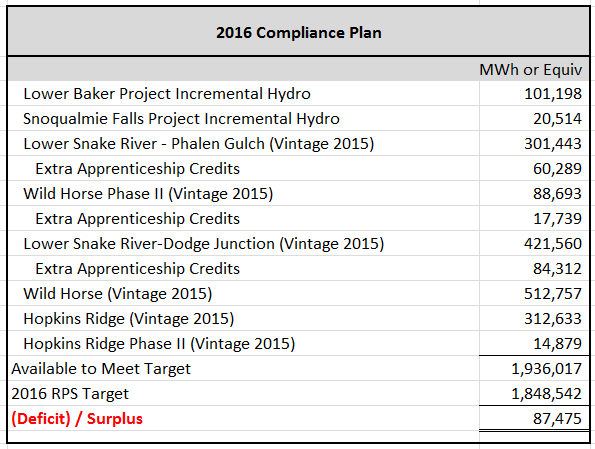 2016 Compliance Plan
MWh or Equiv
Lower Baker Project Incremental Hydro 101,198
Snoqualmie Falls Project Incremental Hydro 20,514
Lower Snake River - Phalen Gulch (Vintage 2015) 301,443
Extra Apprenticeship Credits 60,289
Wild Horse Phase II (Vintage 2015) 88,693
Extra Apprenticeship Credits 17,739
Lower Snake River-Dodge Junction (Vintage 2015) 421,560
Extra Apprenticeship Credits 84,312
Wild Horse (Vintage 2015) 512,757
Hopkins Ridge (Vintage 2015) 312,633
Hopkins Ridge Phase II (Vintage 2015) 14,879
Available to Meet Target 1,936,017
2016 RPS Target 1,848,542
(Deficit) / Surplus 87,475